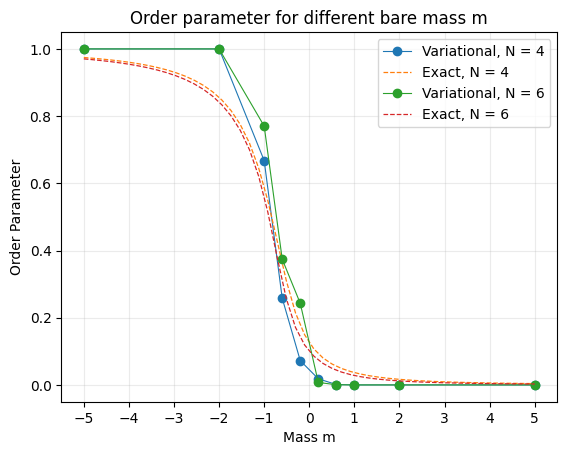 Order parameter for different bare mass m
Variational, N = 4
Exact, N = 4
Variational, N = 6
Exact, N = 6
Order Parameter
1.0
0.8
0.6
0.4
0.2
0.0
−5 −4 −3 −2 −1 0 1 2 3 4 5
Mass m